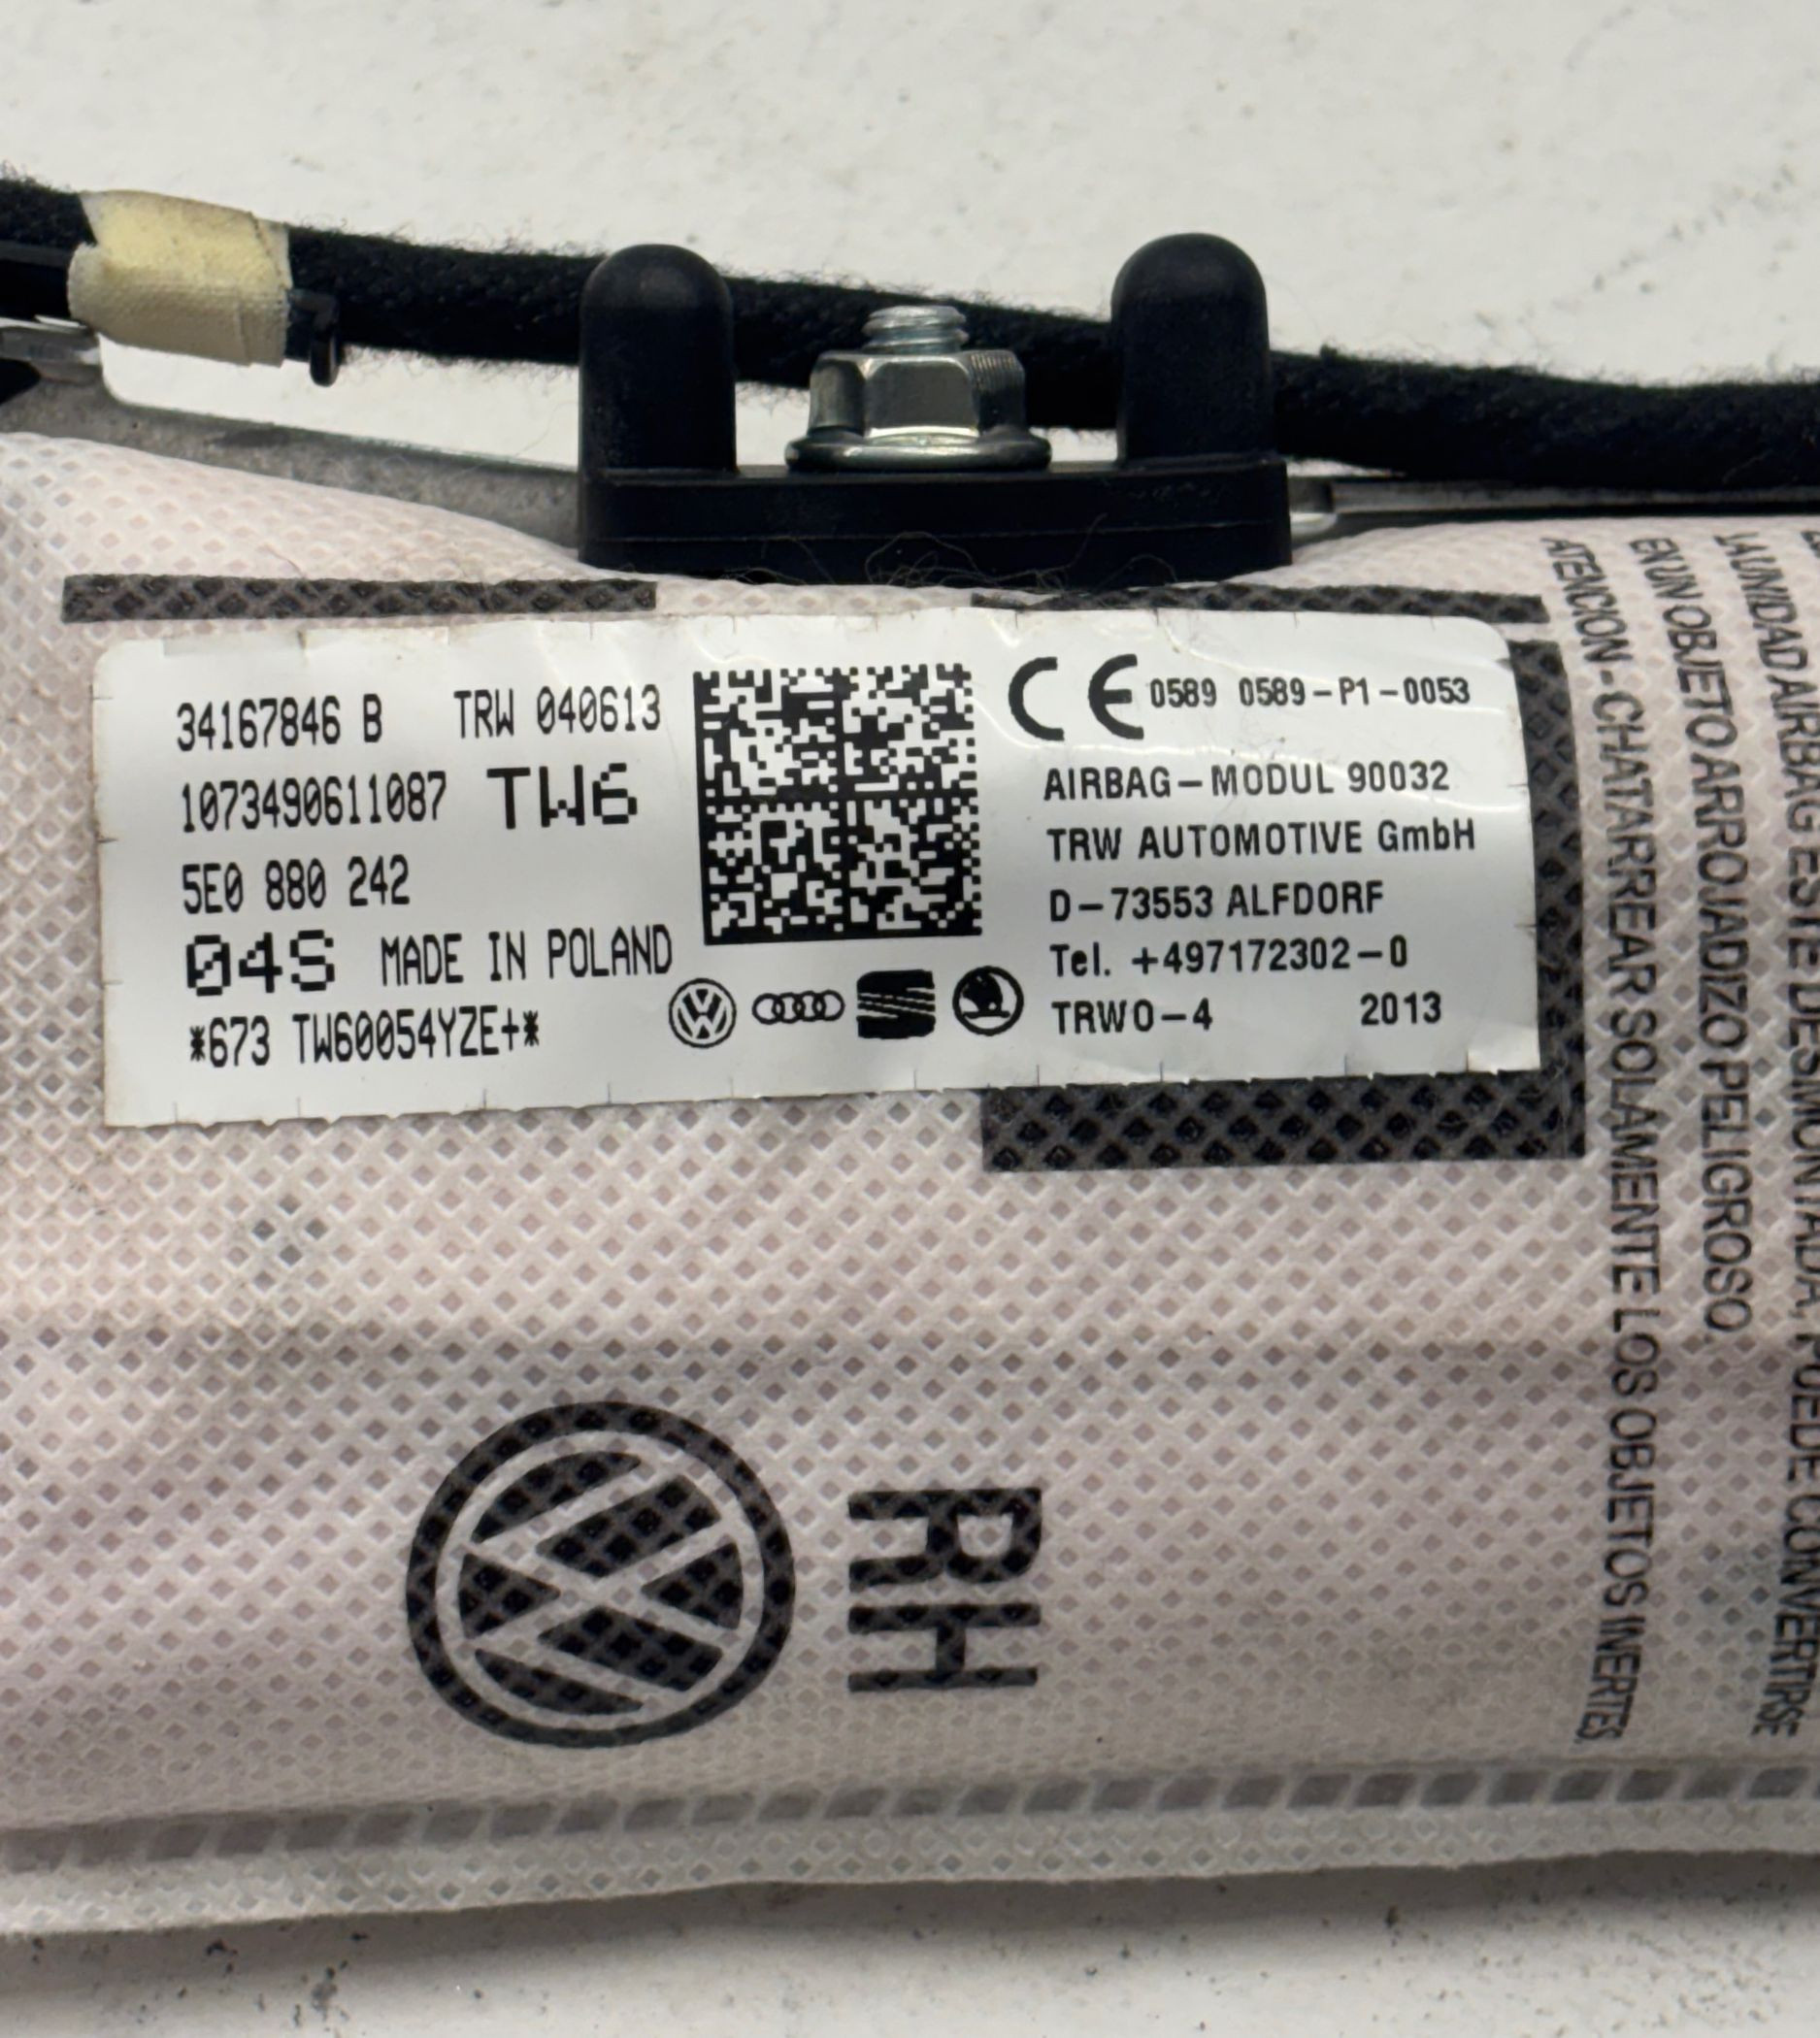 34167846 B TRW 040613
1073490611087 TW6
5E0 880 242
04S MADE IN POLAND
*673 TW60054YZE+*
CE 0589 0589-P1-0053
AIRBAG-MODUL 90032
TRW AUTOMOTIVE GmbH
D-73553 ALFDORF
Tel. +497172302-0
TRWO-4 2013
RH
LA UNIDAD AIRBAG ESTE DESMONTADA, PUEDE CONVERTIRSE
EN UN OBJETO ARROJADIZO PELIGROSO.
ATENCION - CHATARREAR SOLAMENTE LOS OBJETOS INERTES.